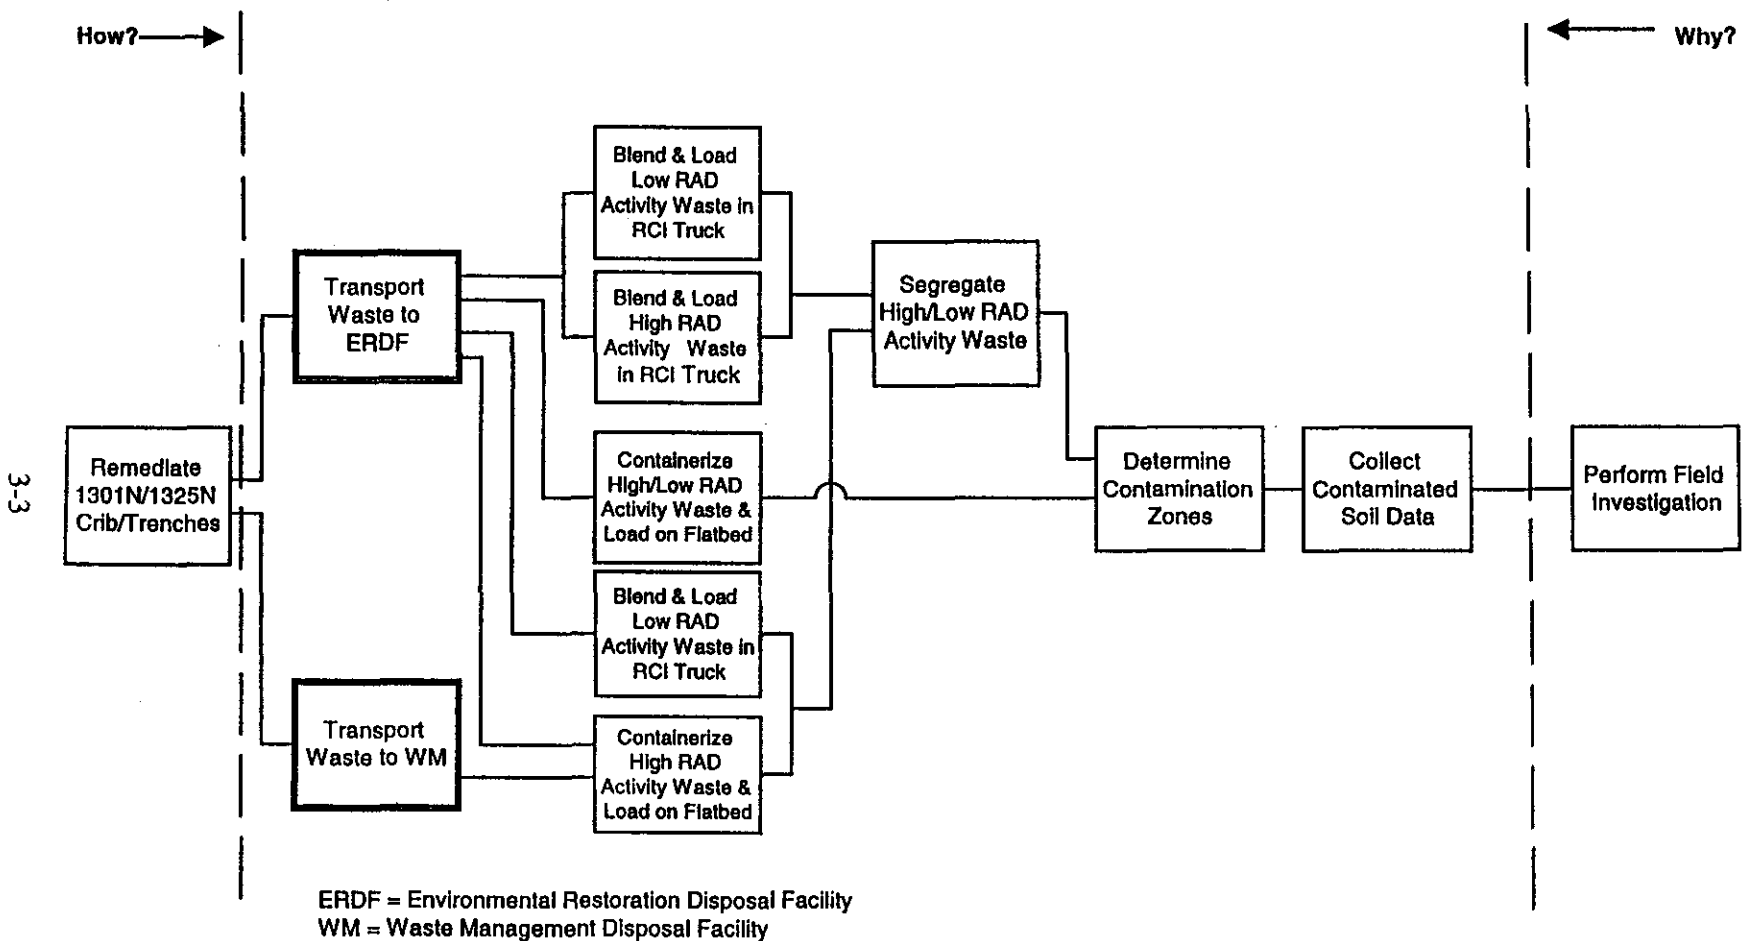 How?
Why?
Blend & Load
Low RAD
Activity Waste in
RCI Truck
Transport
Waste to
ERDF
Blend & Load
High RAD
Activity Waste
in RCI Truck
Segregate
High/Low RAD
Activity Waste
Remediate
1301N/1325N
Crib/Trenches
Containerize
High/Low RAD
Activity Waste &
Load on Flatbed
Determine
Contamination
Zones
Collect
Contaminated
Soil Data
Perform Field
Investigation
Blend & Load
Low RAD
Activity Waste in
RCI Truck
Transport
Waste to WM
Containerize
High RAD
Activity Waste &
Load on Flatbed
ERDF = Environmental Restoration Disposal Facility
WM = Waste Management Disposal Facility
3-3